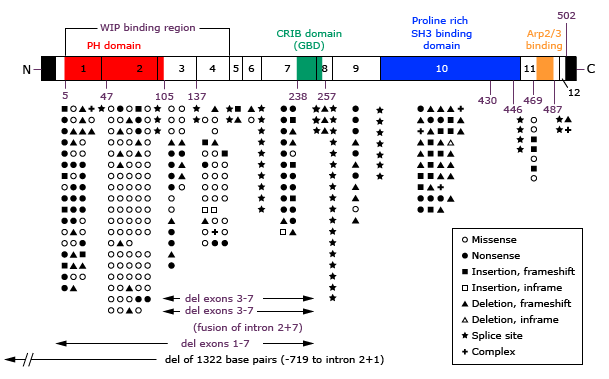 502
WIP binding region
PH domain
CRIB domain
(GBD)
Proline rich
SH3 binding
domain
Arp2/3
binding
N
1
2
3
4
5
6
7
8
9
10
11
C
12
5
47
105
137
238
257
430
446
469
487
del exons 3-7
del exons 3-7
(fusion of intron 2+7)
del exons 1-7
del of 1322 base pairs (-719 to intron 2+1)
Missense
Nonsense
Insertion, frameshift
Insertion, inframe
Deletion, frameshift
Deletion, inframe
Splice site
Complex